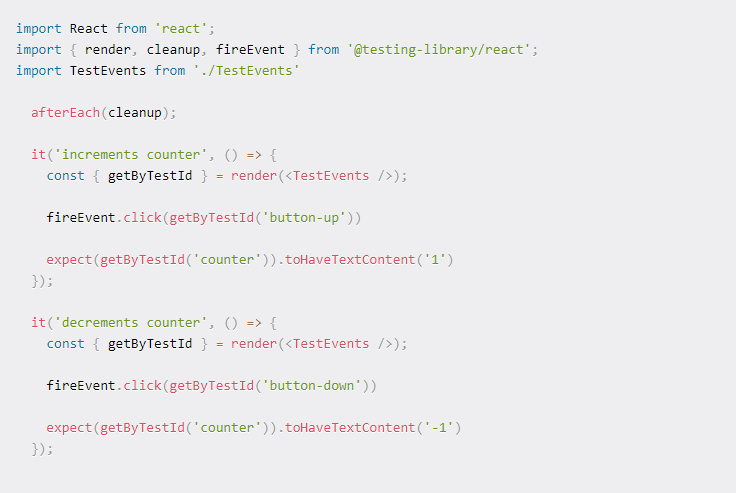 import React from 'react';
import { render, cleanup, fireEvent } from '@testing-library/react';
import TestEvents from './TestEvents'
afterEach(cleanup);
it('increments counter', () => {
const { getByTestId } = render(<TestEvents />);
fireEvent.click(getByTestId('button-up'))
expect(getByTestId('counter')).toHaveTextContent('1')
});
it('decrements counter', () => {
const { getByTestId } = render(<TestEvents />);
fireEvent.click(getByTestId('button-down'))
expect(getByTestId('counter')).toHaveTextContent('-1')
});